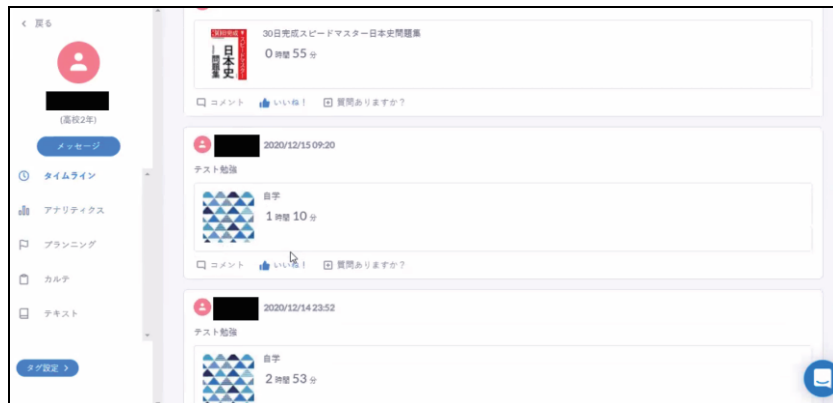 戻る
(高校2年)
メッセージ
タイムライン
アナリティクス
プランニング
カルテ
テキスト
タグ設定 >
30日完成スピードマスター日本史問題集
日本史
問題集
0 時間 55 分
コメント いいね! 質問ありますか?
2020/12/15 09:20
テスト勉強
自学
1 時間 10 分
コメント いいね! 質問ありますか?
2020/12/14 23:52
テスト勉強
自学
2 時間 53 分